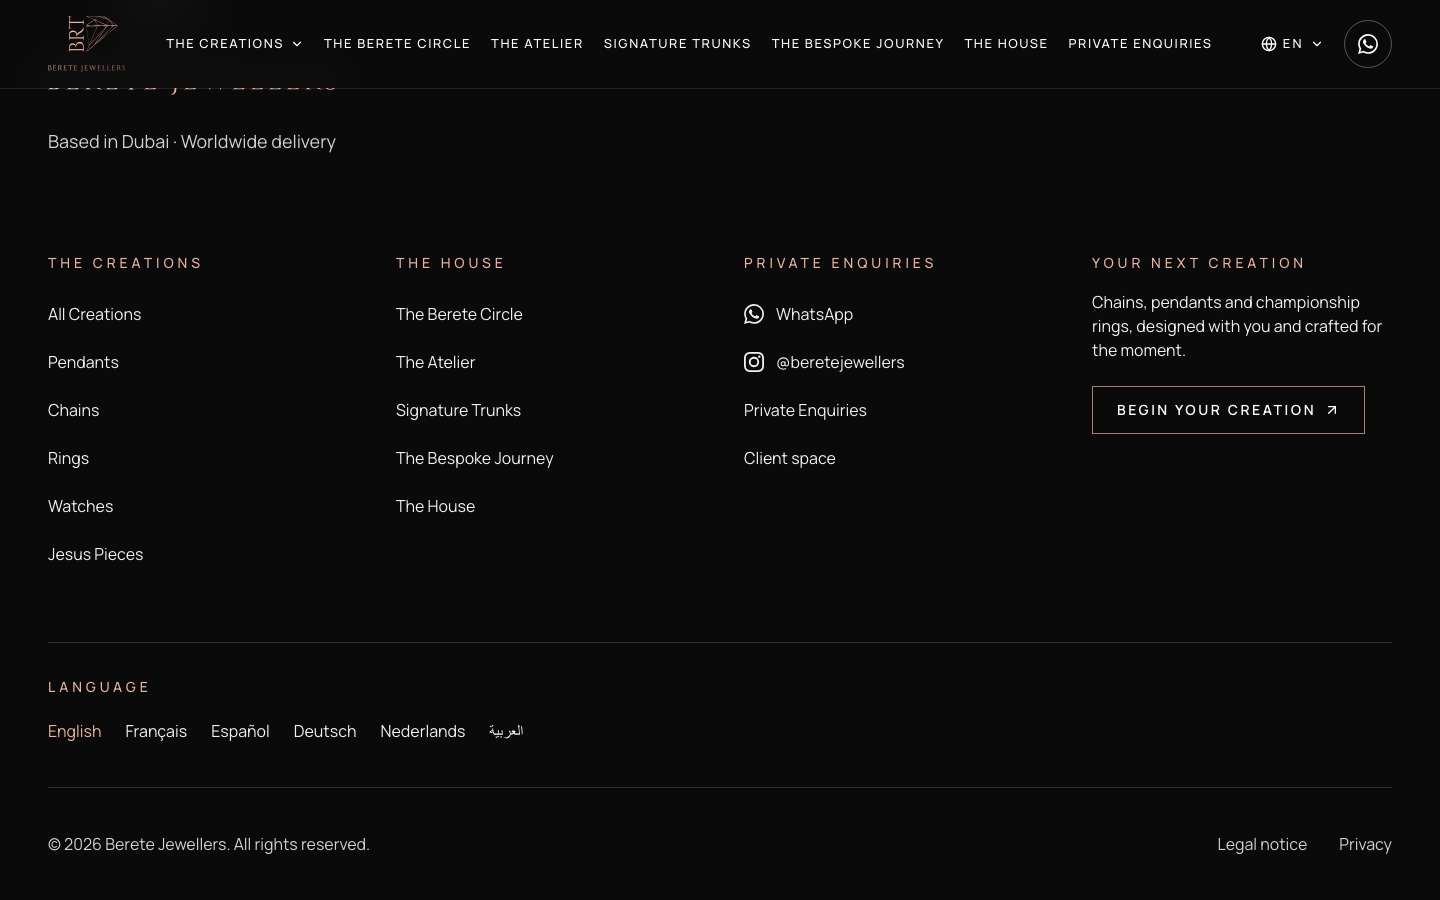 BRT
BERETE JEWELLERS
THE CREATIONS
THE BERETE CIRCLE
THE ATELIER
SIGNATURE TRUNKS
THE BESPOKE JOURNEY
THE HOUSE
PRIVATE ENQUIRIES
EN
BERETE JEWELLERS
Based in Dubai · Worldwide delivery
THE CREATIONS
All Creations
Pendants
Chains
Rings
Watches
Jesus Pieces
THE HOUSE
The Berete Circle
The Atelier
Signature Trunks
The Bespoke Journey
The House
PRIVATE ENQUIRIES
WhatsApp
@beretejewellers
Private Enquiries
Client space
YOUR NEXT CREATION
Chains, pendants and championship
rings, designed with you and crafted for
the moment.
BEGIN YOUR CREATION
LANGUAGE
English
Français
Español
Deutsch
Nederlands
العربية
© 2026 Berete Jewellers. All rights reserved.
Legal notice
Privacy